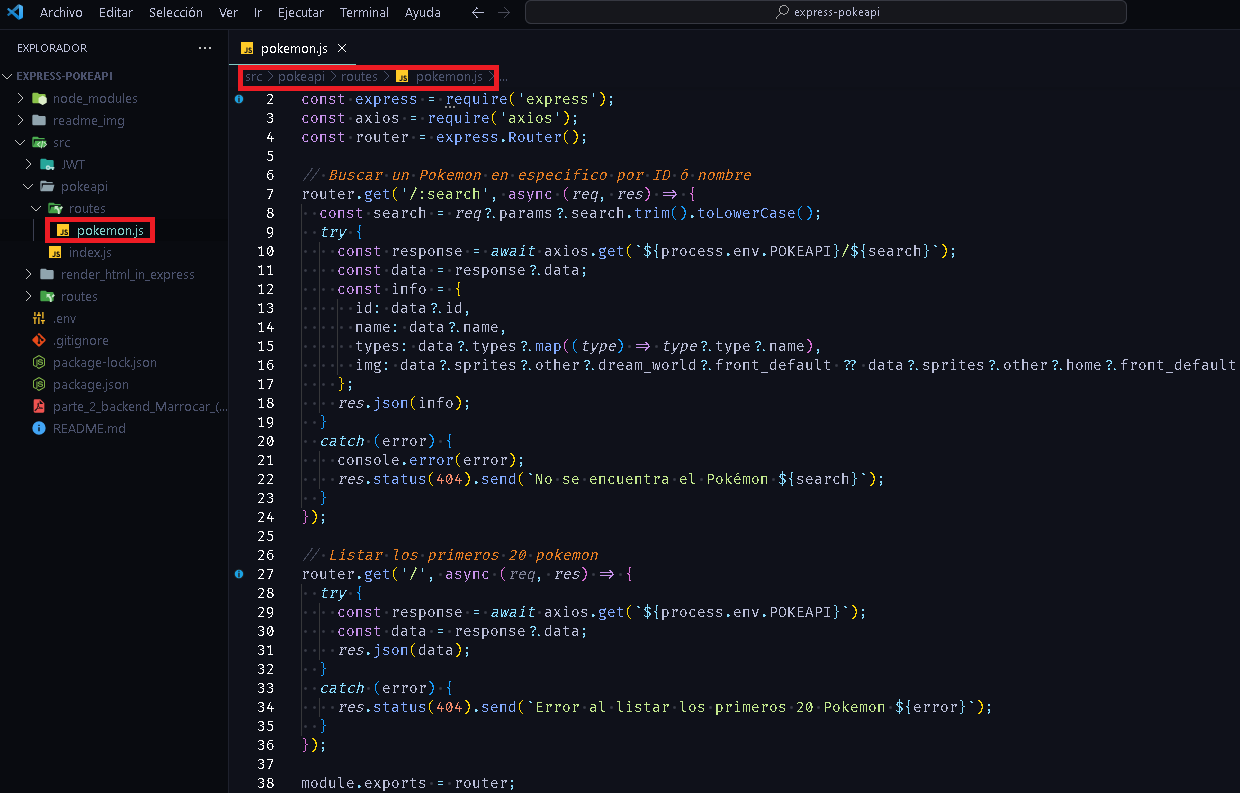 Archivo Editar Selección Ver Ir Ejecutar Terminal Ayuda
express-pokeapi
EXPLORADOR
EXPRESS-POKEAPI
node_modules
readme_img
src
JWT
pokeapi
routes
pokemon.js
index.js
render_html_in_express
routes
.env
.gitignore
package-lock.json
package.json
parte_2_backend_Marrocar_(...
README.md
pokemon.js
src > pokeapi > routes > pokemon.js > ...
2 const express = require('express');
3 const axios = require('axios');
4 const router = express.Router();
5
6 // Buscar un Pokemon en especifico por ID ó nombre
7 router.get('/:search', async (req, res) => {
8 const search = req?.params?.search.trim().toLowerCase();
9 try {
10 const response = await axios.get(`${process.env.POKEAPI}/${search}`);
11 const data = response?.data;
12 const info = {
13 id: data?.id,
14 name: data?.name,
15 types: data?.types?.map((type) => type?.type?.name),
16 img: data?.sprites?.other?.dream_world?.front_default ?? data?.sprites?.other?.home?.front_default
17 };
18 res.json(info);
19 }
20 catch (error) {
21 console.error(error);
22 res.status(404).send(`No se encuentra el Pokémon ${search}`);
23 }
24 });
25
26 // Listar los primeros 20 pokemon
27 router.get('/', async (req, res) => {
28 try {
29 const response = await axios.get(`${process.env.POKEAPI}`);
30 const data = response?.data;
31 res.json(data);
32 }
33 catch (error) {
34 res.status(404).send(`Error al listar los primeros 20 Pokemon ${error}`);
35 }
36 });
37
38 module.exports = router;